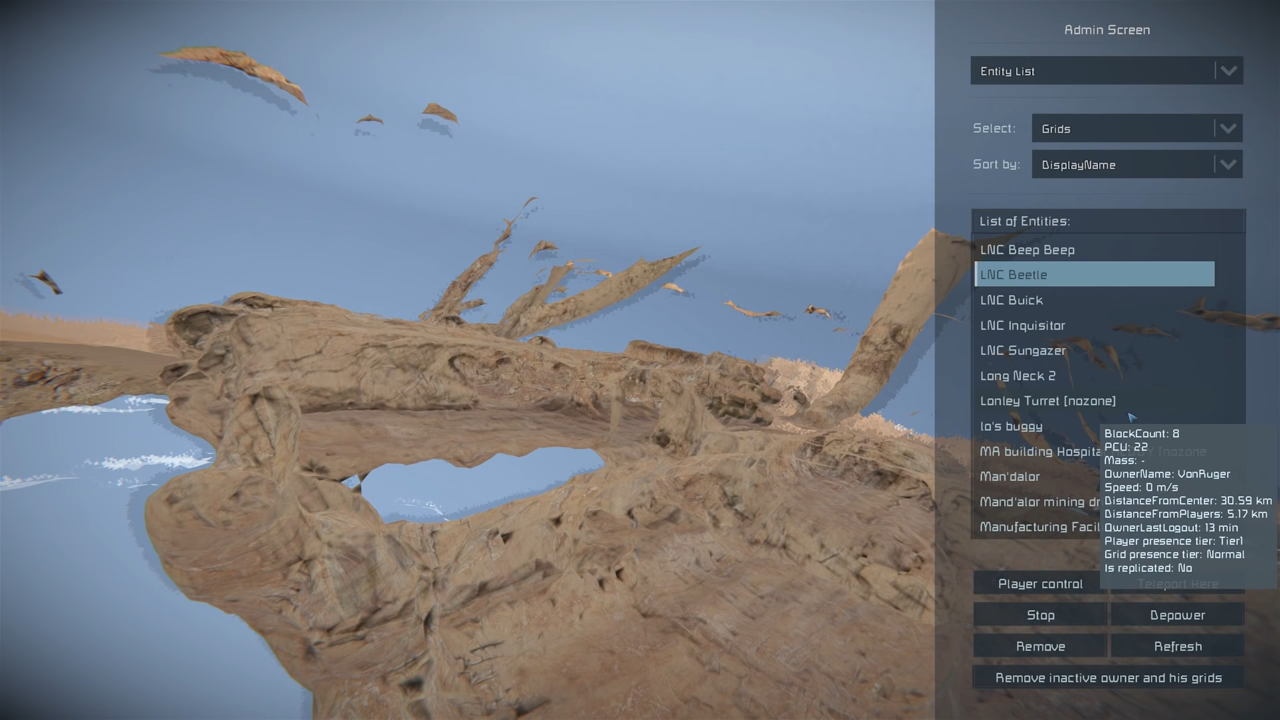 Admin Screen
Entity List
Select: Grids
Sort by: DisplayName
List of Entities:
LNC Beep Beep
LNC Beetle
LNC Buick
LNC Inquisitor
LNC Sungazer
Long Neck 2
Lonley Turret [nozone]
lo's buggy
MA building Hospita
Man'dalor
Mand'alor mining dr
Manufacturing Facil
BlockCount: 8
PCU: 22
Mass: -
OwnerName: VonRuger
Speed: 0 m/s
DistanceFromCenter: 30.59 km
DistanceFromPlayers: 5.17 km
OwnerLastLogout: 13 min
Player presence tier: Tier1
Grid presence tier: Normal
Is replicated: No
Player control
Teleport Here
Stop
Depower
Remove
Refresh
Remove inactive owner and his grids